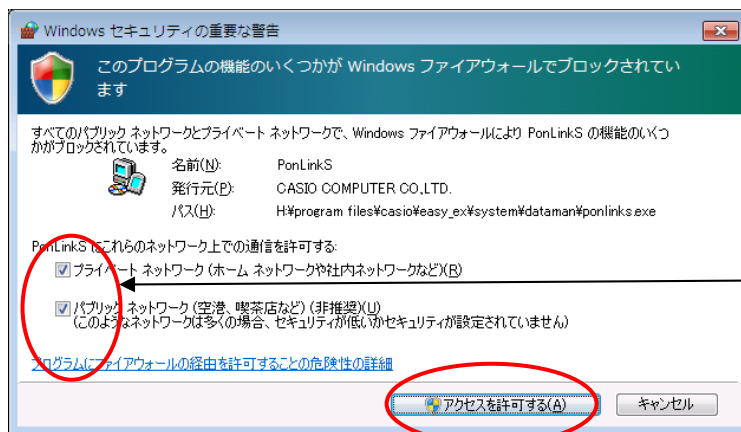 Windows セキュリティの重要な警告
このプログラムの機能のいくつかが Windows ファイアウォールでブロックされてい
ます
すべてのパブリック ネットワークとプライベート ネットワークで、Windows ファイアウォールにより PonLinkS の機能のいくつ
かがブロックされています。
名前(N): PonLinkS
発行元(P): CASIO COMPUTER CO.,LTD.
パス(H): H¥program files¥casio¥easy_ex¥system¥dataman¥ponlinks.exe
PonLinkS にこれらのネットワーク上での通信を許可する:
プライベート ネットワーク (ホーム ネットワークや社内ネットワークなど)(R)
パブリック ネットワーク (空港、喫茶店など) (非推奨)(U)
(このようなネットワークは多くの場合、セキュリティが低いかセキュリティが設定されていません)
プログラムにファイアウォールの経由を許可することの危険性の詳細
アクセスを許可する(A) キャンセル